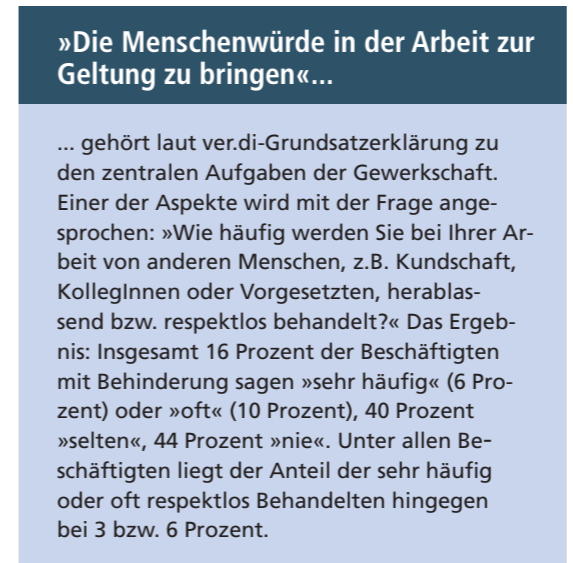 »Die Menschenwürde in der Arbeit zur
Geltung zu bringen«...
... gehört laut ver.di-Grundsatzerklärung zu
den zentralen Aufgaben der Gewerkschaft.
Einer der Aspekte wird mit der Frage ange-
sprochen: »Wie häufig werden Sie bei Ihrer Ar-
beit von anderen Menschen, z.B. Kundschaft,
KollegInnen oder Vorgesetzten, herablas-
send bzw. respektlos behandelt?« Das Ergeb-
nis: Insgesamt 16 Prozent der Beschäftigten
mit Behinderung sagen »sehr häufig« (6 Pro-
zent) oder »oft« (10 Prozent), 40 Prozent
»selten«, 44 Prozent »nie«. Unter allen Be-
schäftigten liegt der Anteil der sehr häufig
oder oft respektlos Behandelten hingegen
bei 3 bzw. 6 Prozent.